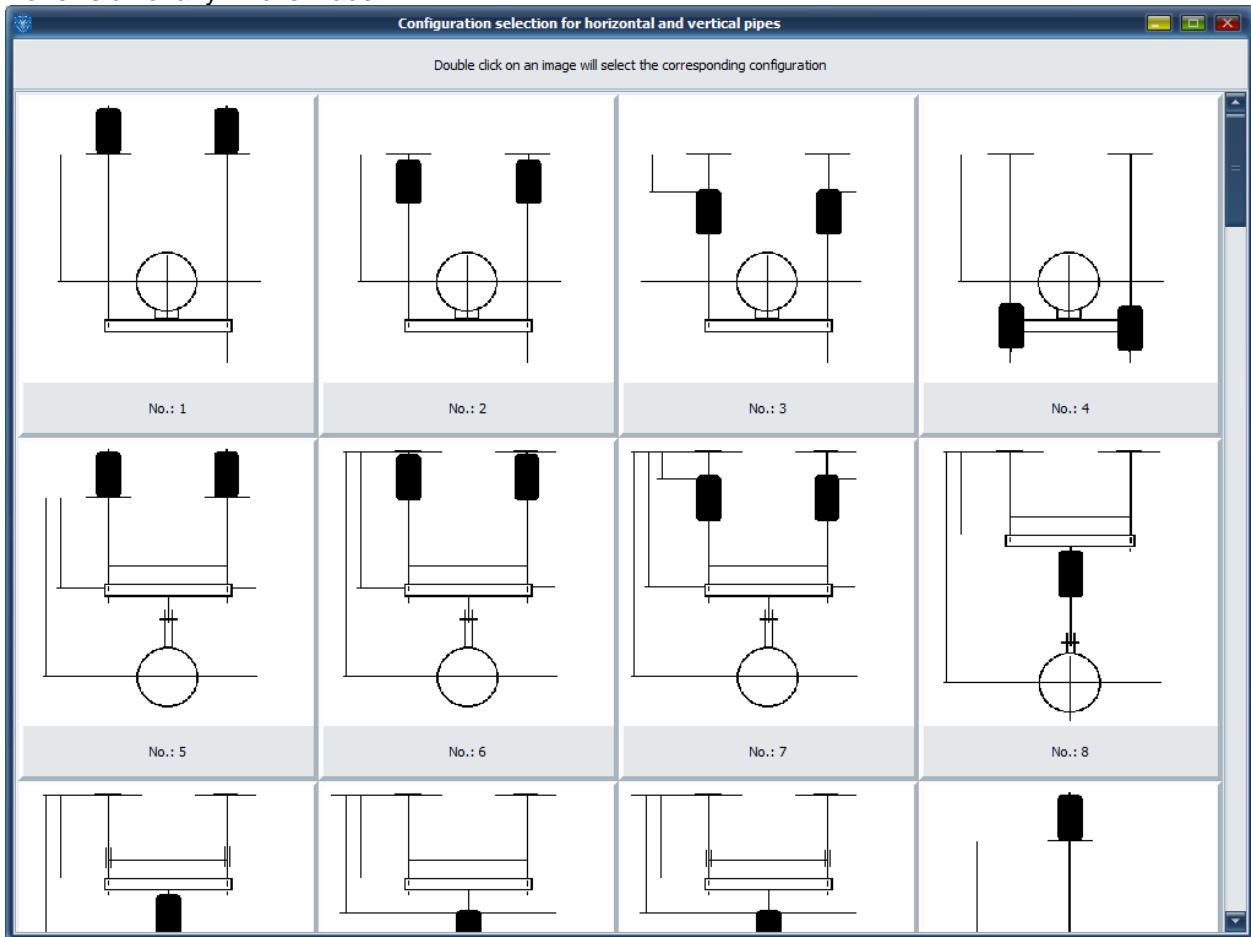 Configuration selection for horizontal and vertical pipes
Double click on an image will select the corresponding configuration
No.: 1
No.: 2
No.: 3
No.: 4
No.: 5
No.: 6
No.: 7
No.: 8